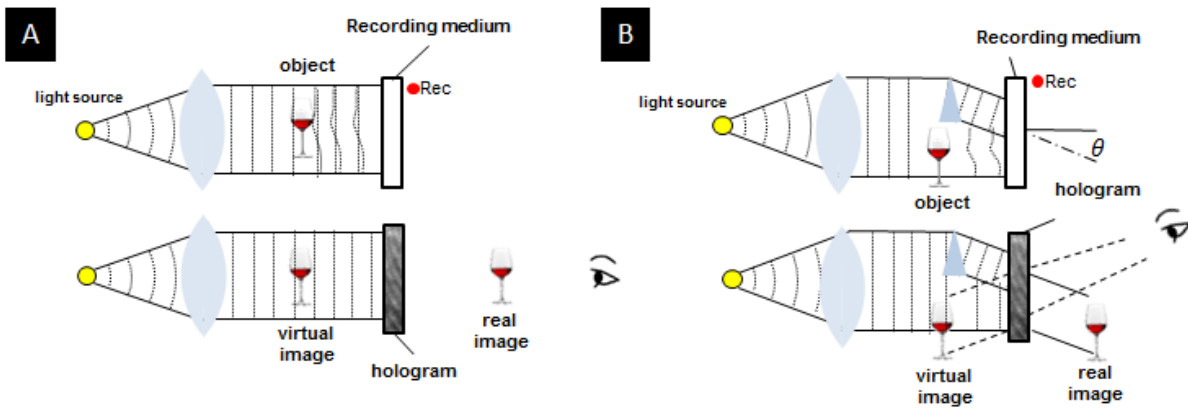 A
Recording medium
object
light source
Rec
virtual
image
real
image
hologram
B
Recording medium
light source
Rec
θ
object
hologram
virtual
image
real
image